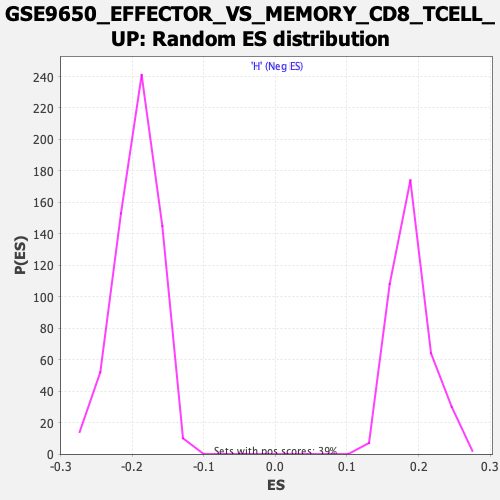 GSE9650_EFFECTOR_VS_MEMORY_CD8_TCELL_
UP: Random ES distribution
'H' (Neg ES)
240
220
200
180
160
140
120
100
80
60
40
20
0
P(ES)
Sets with pos scores: 39%
-0.3 -0.2 -0.1 0.0 0.1 0.2 0.3
ES